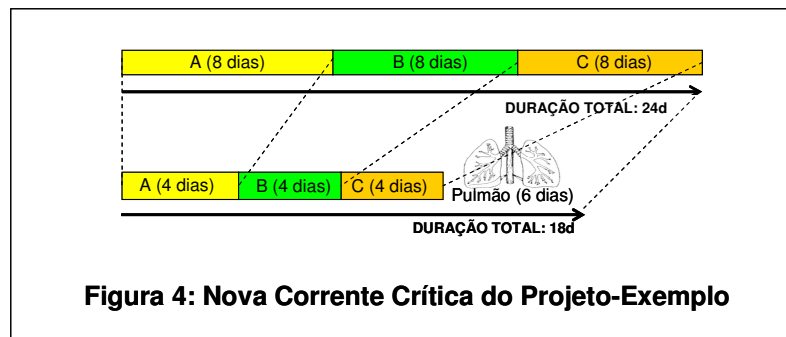 A (8 dias) B (8 dias) C (8 dias)
DURAÇÃO TOTAL: 24d
A (4 dias) B (4 dias) C (4 dias)
Pulmão (6 dias)
DURAÇÃO TOTAL: 18d
Figura 4: Nova Corrente Crítica do Projeto-Exemplo